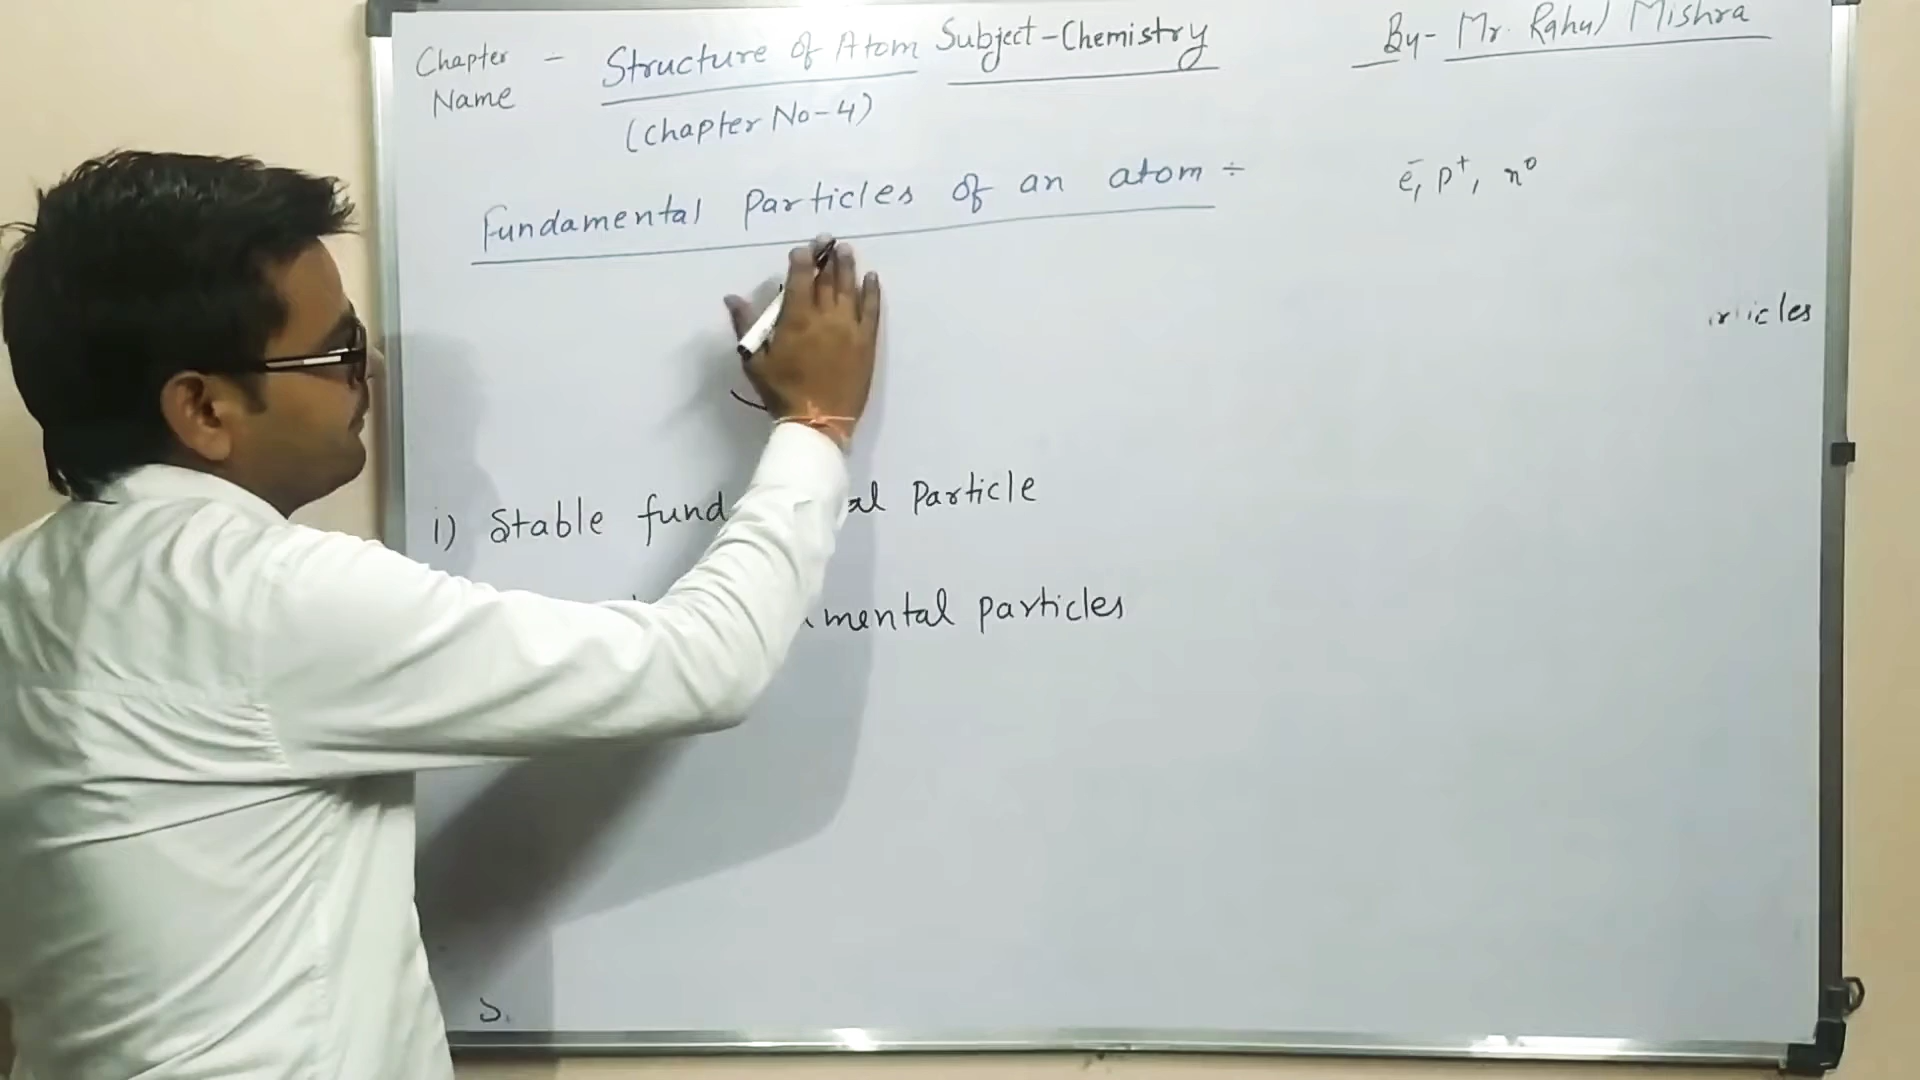 Chapter Name - Structure of Atom Subject-Chemistry By- Mr. Rahul Mishra
(Chapter No-4)
Fundamental Particles of an atom ÷ e⁻, p⁺, n⁰
icles
i) Stable fund al Particle
mental particles